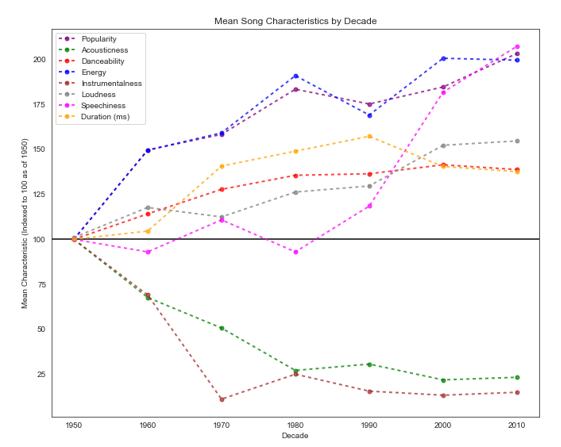 Mean Song Characteristics by Decade
Popularity
Acousticness
Danceability
Energy
Instrumentalness
Loudness
Speechiness
Duration (ms)
200
175
150
125
100
75
50
25
Mean Characteristic (indexed to 100 as of 1950)
1950 1960 1970 1980 1990 2000 2010
Decade